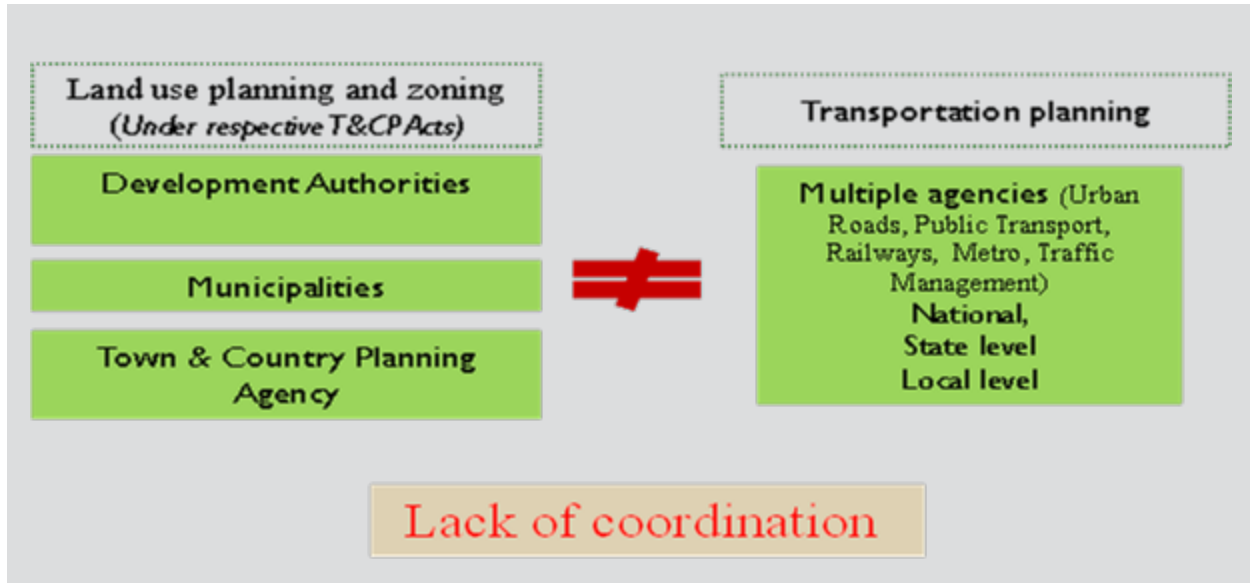 Land use planning and zoning
(Under respective T&CP Acts)
Development Authorities
Municipalities
Town & Country Planning
Agency
Transportation planning
Multiple agencies (Urban
Roads, Public Transport,
Railways, Metro, Traffic
Management)
National,
State level
Local level
Lack of coordination